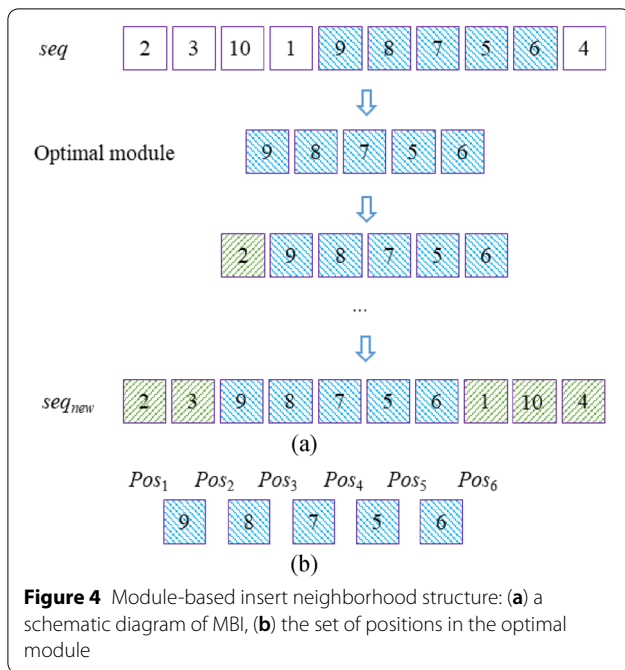 seq 2 3 10 1 9 8 7 5 6 4
Optimal module 9 8 7 5 6
2 9 8 7 5 6
...
seqnew 2 3 9 8 7 5 6 1 10 4
(a)
Pos1 Pos2 Pos3 Pos4 Pos5 Pos6
9 8 7 5 6
(b)
Figure 4 Module-based insert neighborhood structure: (a) a
schematic diagram of MBI, (b) the set of positions in the optimal
module